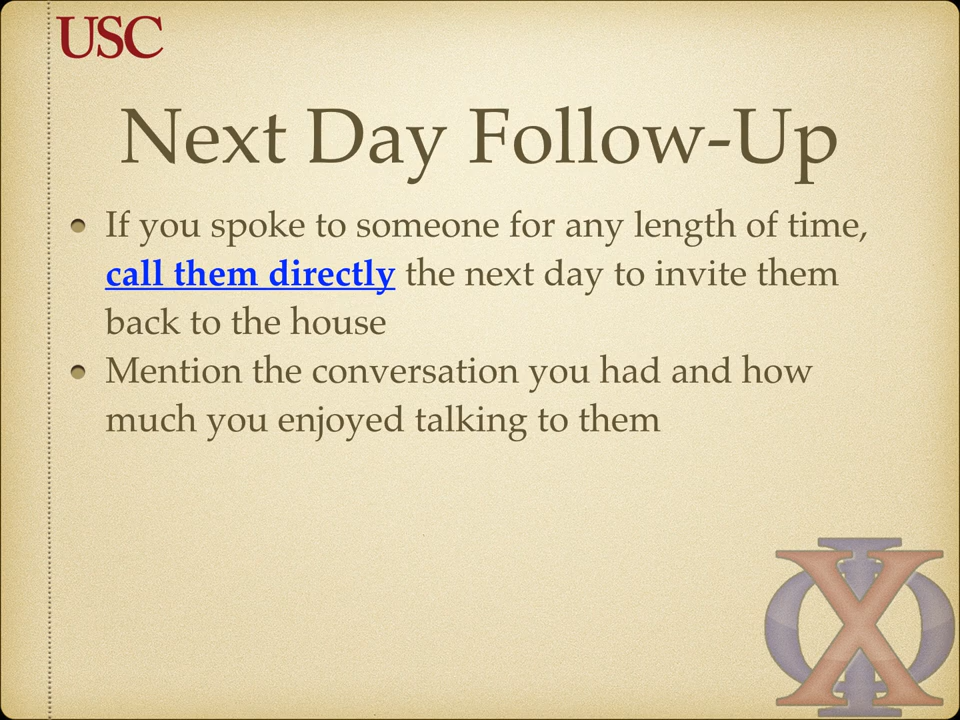 USC
Next Day Follow-Up
If you spoke to someone for any length of time,
call them directly the next day to invite them
back to the house
Mention the conversation you had and how
much you enjoyed talking to them
ΦΧ